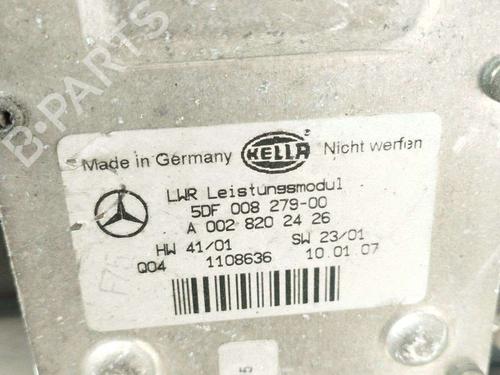 B-PARTS
Made in Germany HELLA Nicht werfen
LWR Leistungsmodul
5DF 008 279-00
A 002 820 24 26
HW 41/01 SW 23/01
Q04 1108636 10.01.07